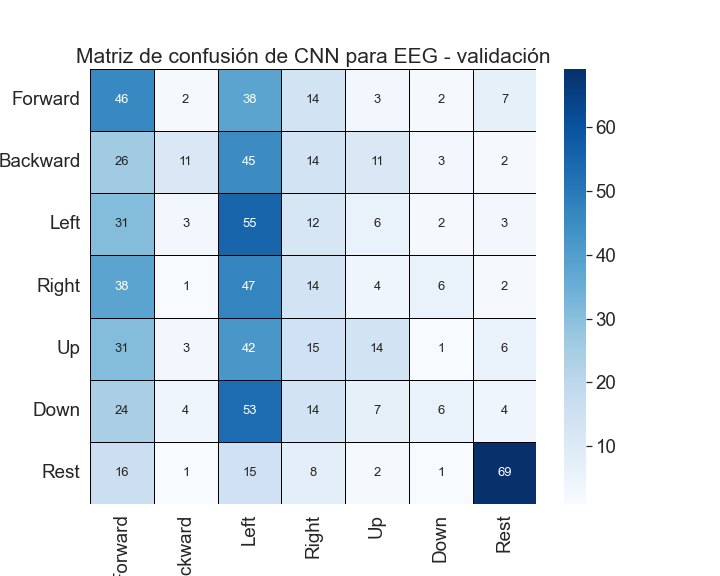 Matriz de confusión de CNN para EEG - validación
Forward 46 2 38 14 3 2 7
Backward 26 11 45 14 11 3 2
Left 31 3 55 12 6 2 3
Right 38 1 47 14 4 6 2
Up 31 3 42 15 14 1 6
Down 24 4 53 14 7 6 4
Rest 16 1 15 8 2 1 69
Forward ckward Left Right Up Down Rest
60
50
40
30
20
10